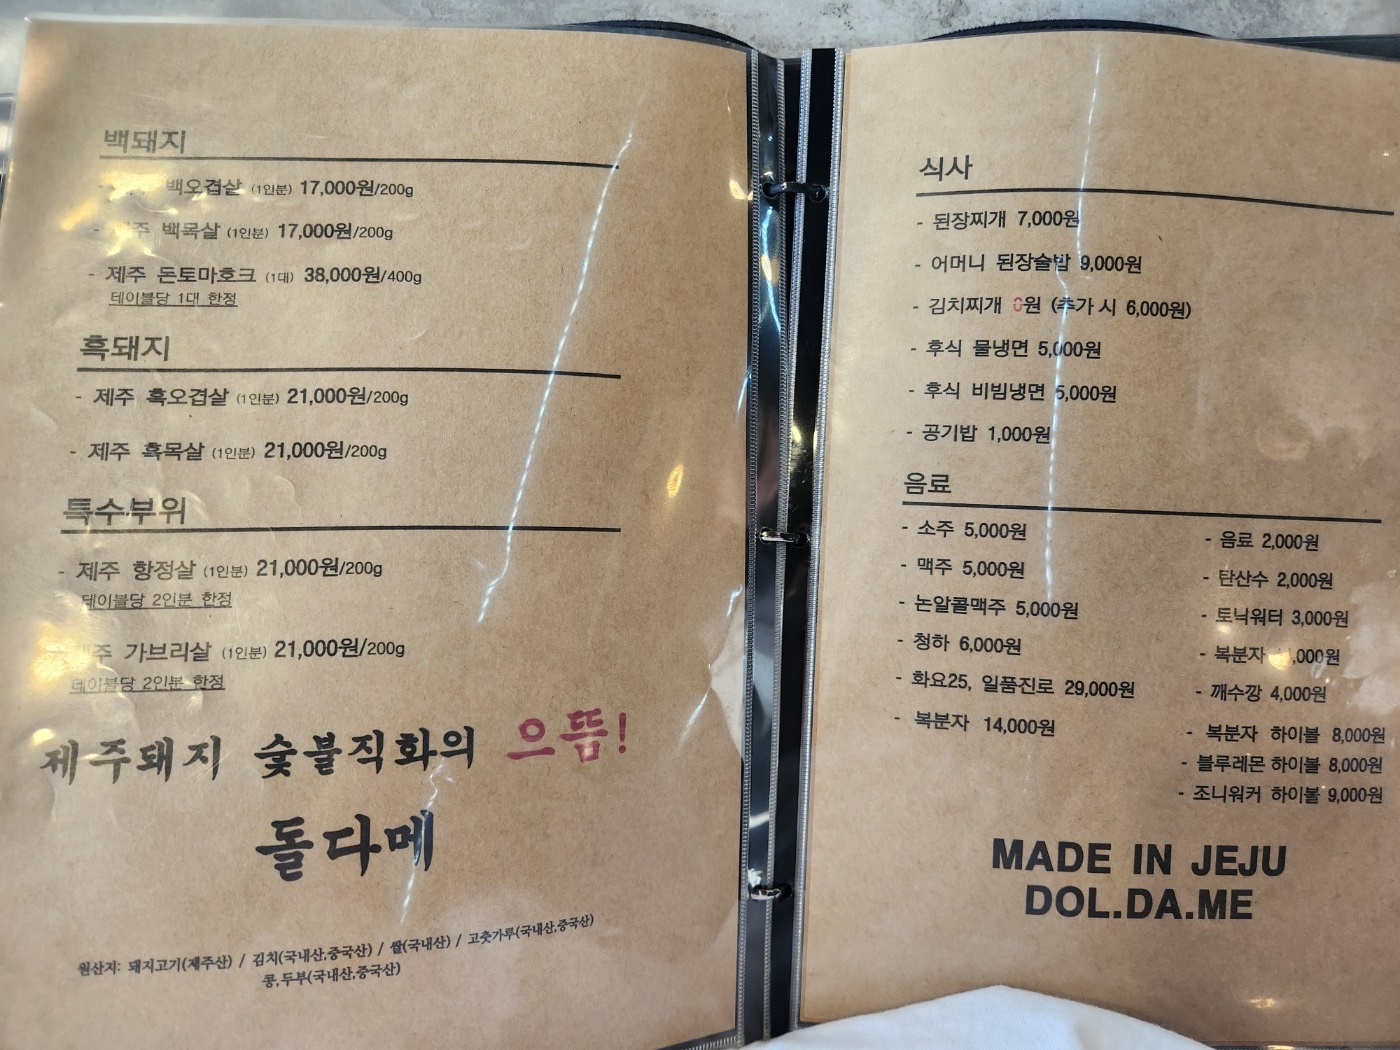 백돼지
백오겹살 (1인분) 17,000원/200g
주 백목살 (1인분) 17,000원/200g
- 제주 돈토마호크 (1대) 38,000원/400g
테이블당 1대 한정
흑돼지
- 제주 흑오겹살 (1인분) 21,000원/200g
- 제주 흑목살 (1인분) 21,000원/200g
특수부위
- 제주 항정살 (1인분) 21,000원/200g
테이블당 2인분 한정
주 가브리살 (1인분) 21,000원/200g
테이블당 2인분 한정
제주돼지 숯불직화의 으뜸!
돌다메
원산지: 돼지고기(제주산) / 김치(국내산,중국산) / 쌀(국내산) / 고춧가루(국내산,중국산)
콩,두부(국내산,중국산)
식사
- 된장찌개 7,000원
- 어머니 된장술밥 9,000원
- 김치찌개 0원 (추가 시 6,000원)
- 후식 물냉면 5,000원
- 후식 비빔냉면 5,000원
- 공기밥 1,000원
음료
- 소주 5,000원
- 맥주 5,000원
- 논알콜맥주 5,000원
- 청하 6,000원
- 화요25, 일품진로 29,000원
- 복분자 14,000원
- 음료 2,000원
- 탄산수 2,000원
- 토닉워터 3,000원
- 복분자
- 깨수깡 4,000원
- 복분자 하이볼 8,000원
- 블루레몬 하이볼 8,000원
- 조니워커 하이볼 9,000원
MADE IN JEJU
DOL.DA.ME